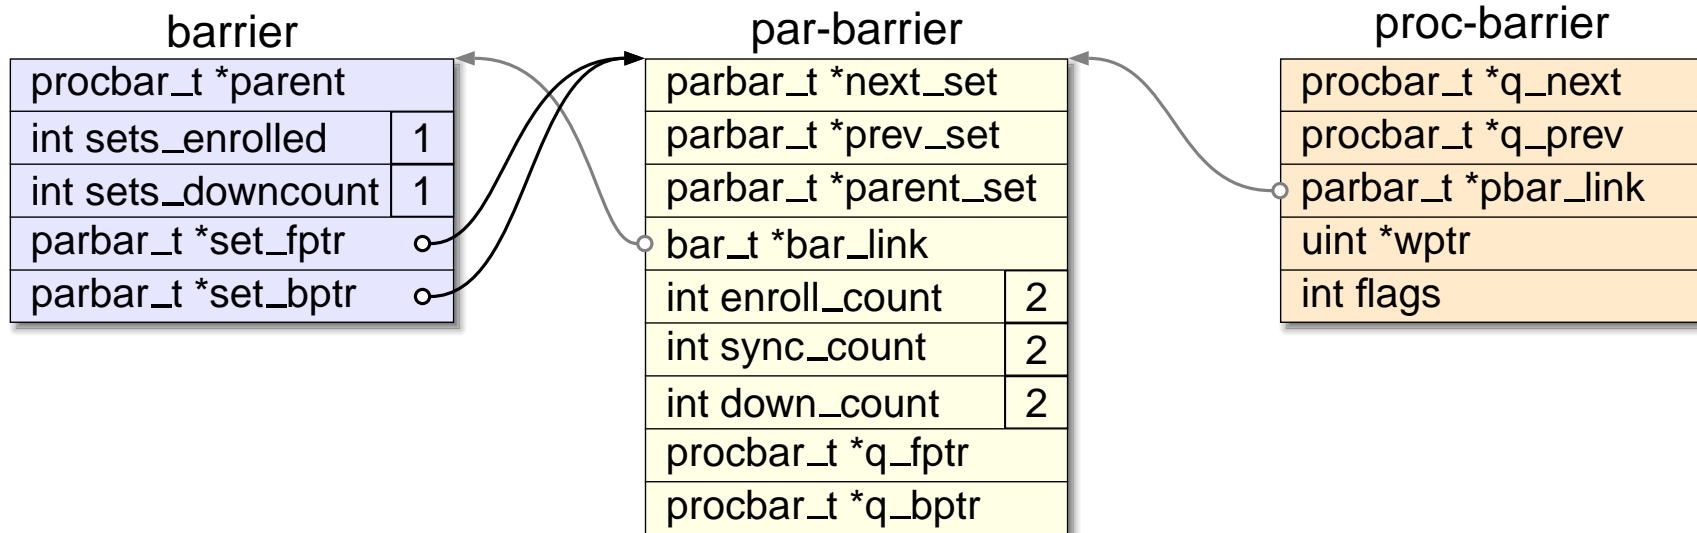 barrier
procbar_t *parent
int sets_enrolled 1
int sets_downcount 1
parbar_t *set_fptr
parbar_t *set_bptr
par-barrier
parbar_t *next_set
parbar_t *prev_set
parbar_t *parent_set
bar_t *bar_link
int enroll_count 2
int sync_count 2
int down_count 2
procbar_t *q_fptr
procbar_t *q_bptr
proc-barrier
procbar_t *q_next
procbar_t *q_prev
parbar_t *pbar_link
uint *wptr
int flags